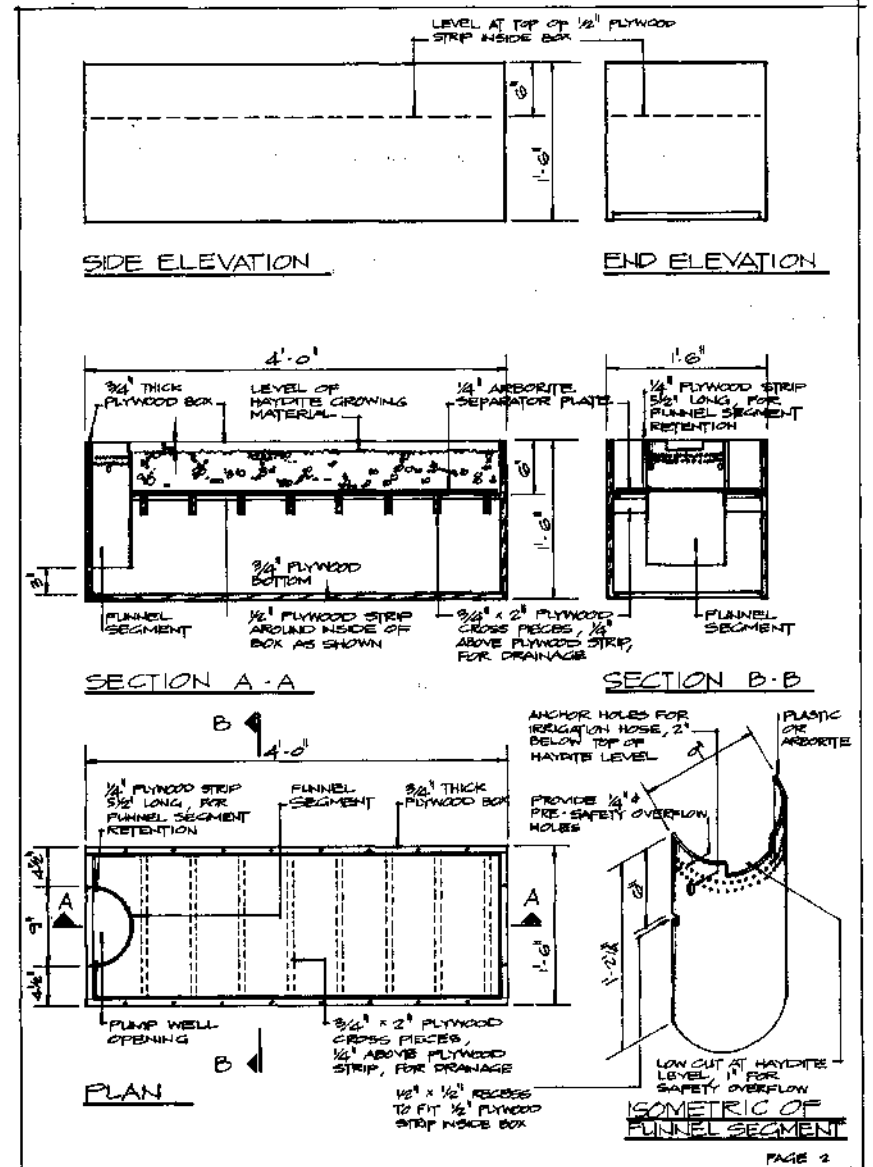 LEVEL AT TOP OF 1/2" PLYWOOD
STRIP INSIDE BOX
6"
1'-6"
SIDE ELEVATION
END ELEVATION
4'-0"
1'-6"
3/4" THICK
PLYWOOD BOX
LEVEL OF
HAYDITE GROWING
MATERIAL
1/4" ARBORITE
SEPARATOR PLATE
1/4" PLYWOOD STRIP
5 1/2" LONG, FOR
FUNNEL SEGMENT
RETENTION
6"
1'-6"
3"
3/4" PLYWOOD
BOTTOM
FUNNEL
SEGMENT
1/2" PLYWOOD STRIP
AROUND INSIDE OF
BOX AS SHOWN
3/4" x 2" PLYWOOD
CROSS PIECES, 1/4"
ABOVE PLYWOOD STRIP,
FOR DRAINAGE
FUNNEL
SEGMENT
SECTION A-A
SECTION B-B
B
4'-0"
1/4" PLYWOOD STRIP
5 1/2" LONG, FOR
FUNNEL SEGMENT
RETENTION
FUNNEL
SEGMENT
3/4" THICK
PLYWOOD BOX
4 1/2"
9"
4 1/2"
A
A
1'-6"
PUMP WELL
OPENING
B
3/4" x 2" PLYWOOD
CROSS PIECES,
1/4" ABOVE PLYWOOD
STRIP, FOR DRAINAGE
PLAN
1/2" x 1/2" RECESS
TO FIT 1/2" PLYWOOD
STRIP INSIDE BOX
ANCHOR HOLES FOR
IRRIGATION HOSE, 2"
BELOW TOP OF
HAYDITE LEVEL
9"
PLASTIC
OR
ARBORITE
PROVIDE 1/4" φ
PRE-SAFETY OVERFLOW
HOLES
6"
LOW CUT AT HAYDITE
LEVEL, 1" FOR
SAFETY OVERFLOW
ISOMETRIC OF
FUNNEL SEGMENT
PAGE 2